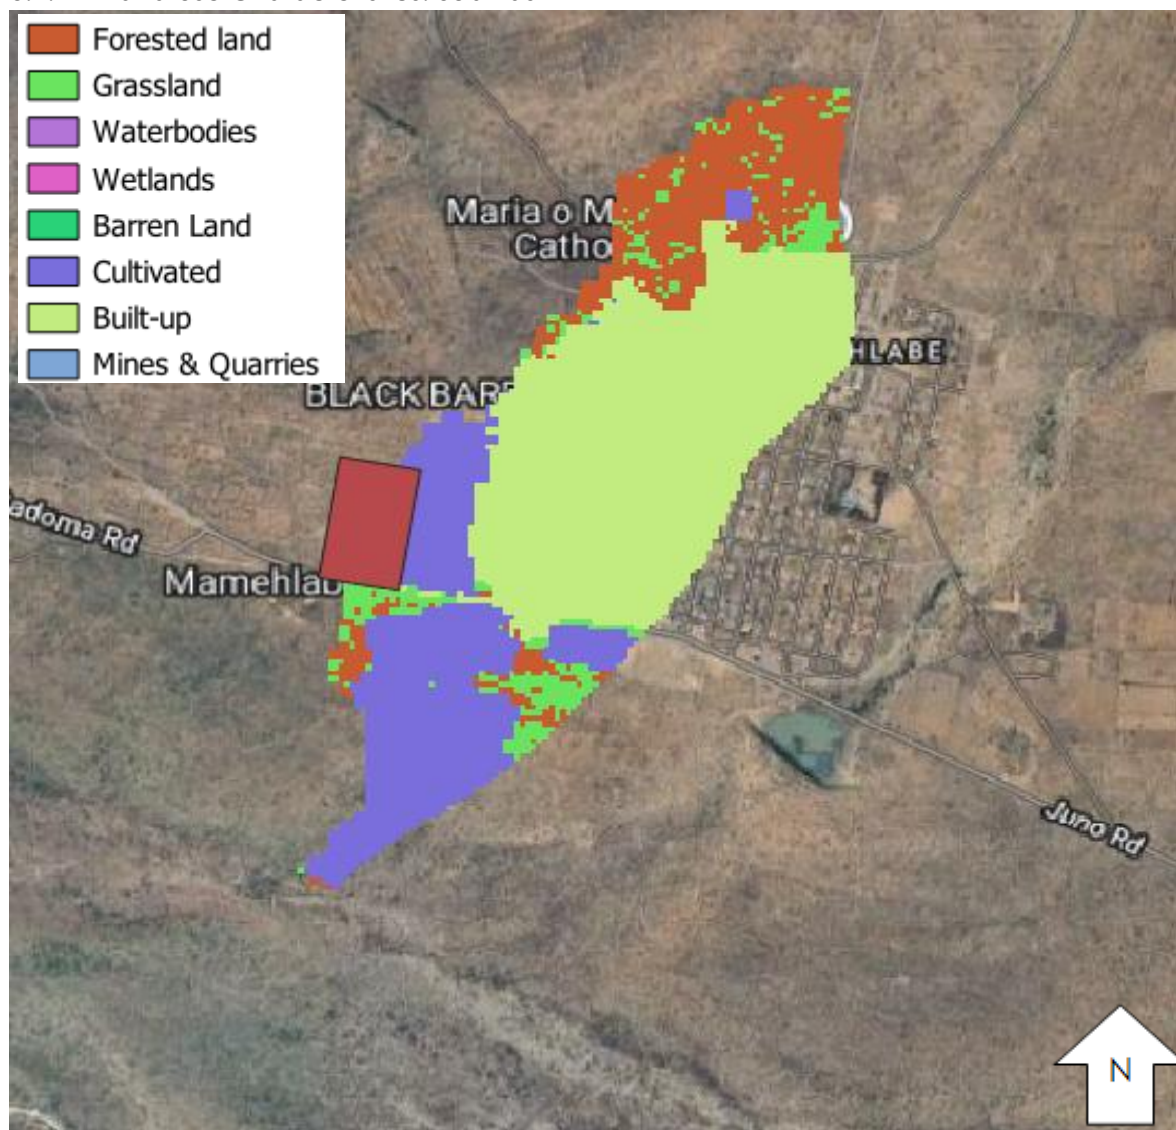 Forested land
Grassland
Waterbodies
Wetlands
Barren Land
Cultivated
Built-up
Mines & Quarries
Maria o M
Catho
HLABE
BLACK BAR
adoma Rd
Mamehlab
Juno Rd
N